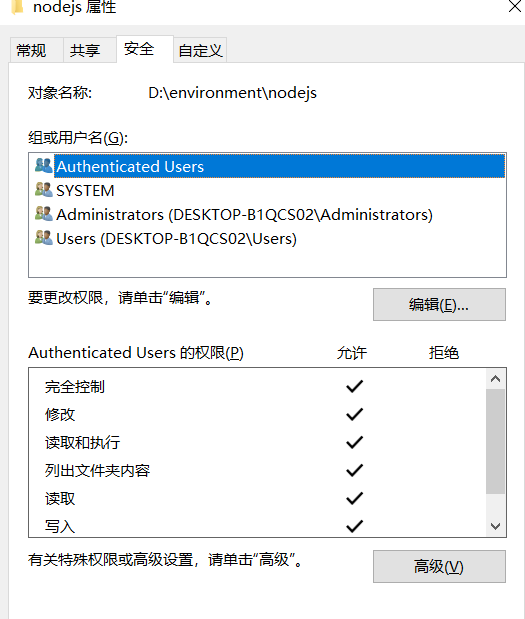 nodejs 属性
常规 共享 安全 自定义
对象名称: D:\environment\nodejs
组或用户名(G):
Authenticated Users
SYSTEM
Administrators (DESKTOP-B1QCS02\Administrators)
Users (DESKTOP-B1QCS02\Users)
要更改权限，请单击“编辑”。
编辑(E)...
Authenticated Users 的权限(P) 允许 拒绝
完全控制
修改
读取和执行
列出文件夹内容
读取
写入
有关特殊权限或高级设置，请单击“高级”。
高级(V)